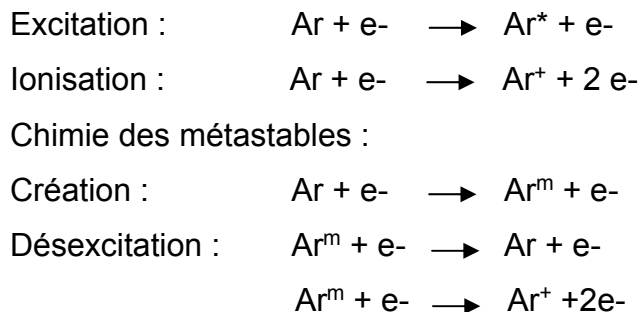 Excitation : Ar + e- → Ar* + e-
Ionisation : Ar + e- → Ar⁺ + 2 e-
Chimie des métastables :
Création : Ar + e- → Arᵐ + e-
Désexcitation : Arᵐ + e- → Ar + e-
Arᵐ + e- → Ar⁺ +2e-